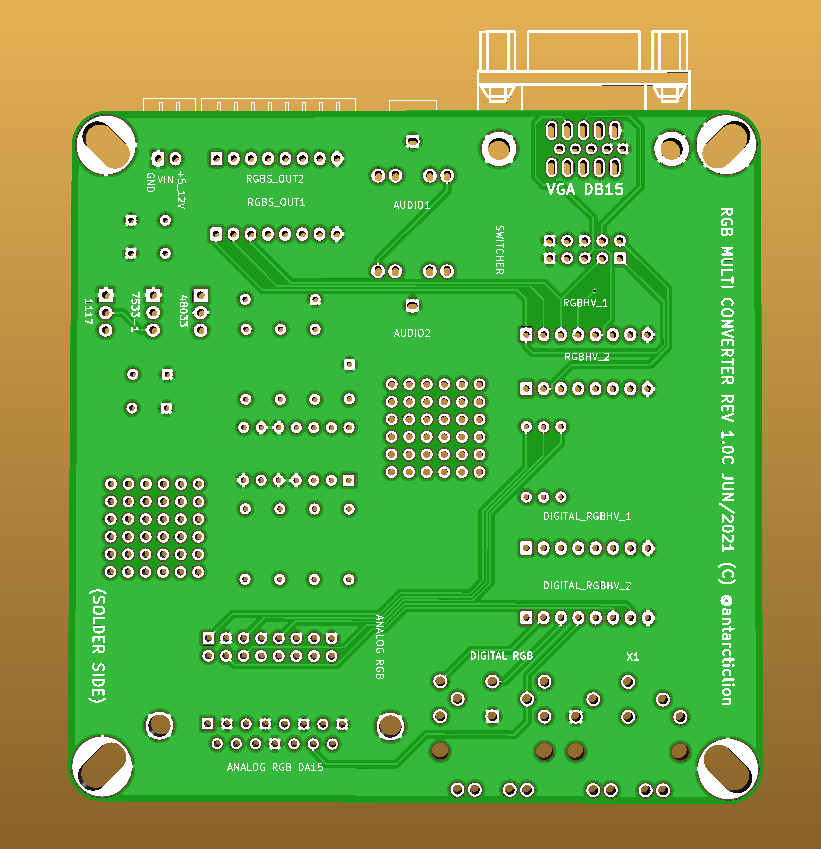 VIN
GND
+5_12V
RGBS_OUT2
RGBS_OUT1
AUDIO1
VGA DB15
SWITCHER
RGB MULTI CONVERTER REV 1.0C JUN/2021 (C) @antarcticlion
1117
7533-1
48033
RGBHV_1
AUDIO2
RGBHV_2
DIGITAL_RGBHV_1
DIGITAL_RGBHV_2
(SOLDER SIDE)
ANALOG RGB
DIGITAL RGB
X1
ANALOG RGB DA15